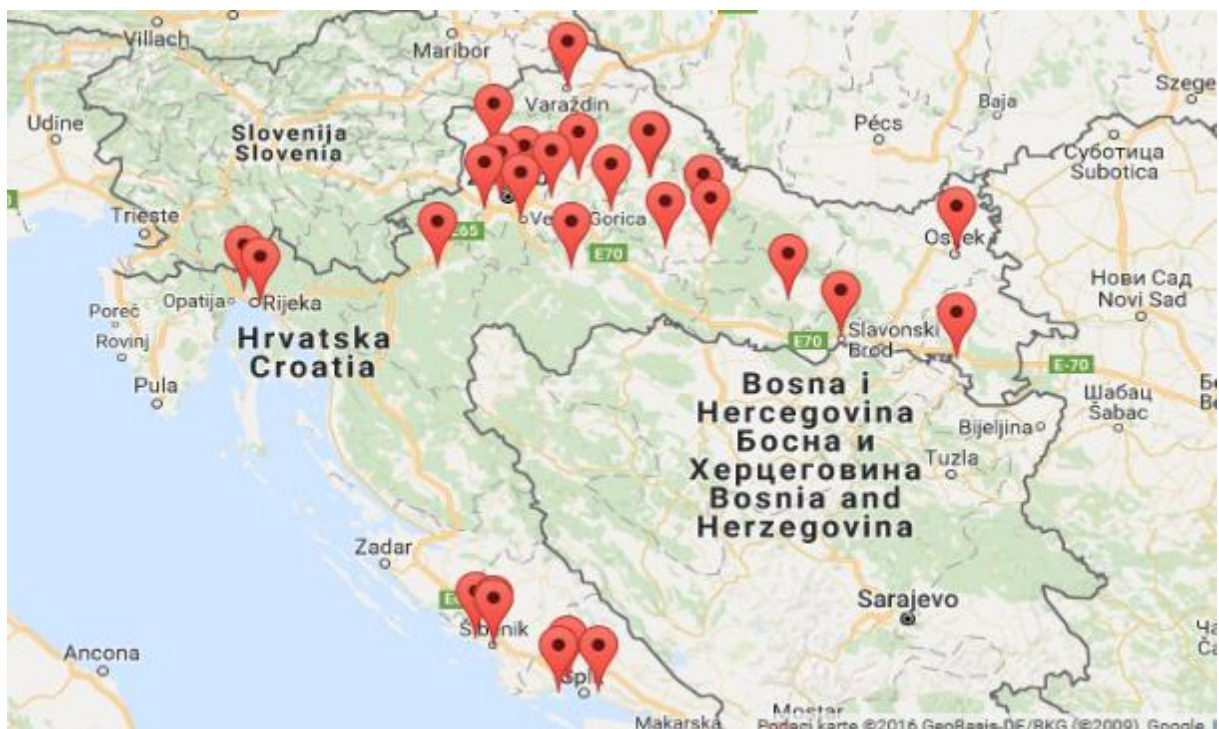 Villach
Maribor
Szege
Varaždin
Baja
Udine
Slovenija
Slovenia
Pécs
Суботица
Subotica
Trieste
Gorica
E65
E70
Нови Сад
Novi Sad
Opatija
Rijeka
Poreč
Rovinj
Hrvatska
Croatia
E70
Slavonski
Brod
E-70
Pula
Bosna i
Hercegovina
Босна и
Херцеговина
Bosnia and
Herzegovina
Шабац
Šabac
Bijeljina
Tuzla
Zadar
Sarajevo
Ancona
Makarska
Mostar
Podaci karte ©2016 GeoBasis-DE/BKG (©2009), Google